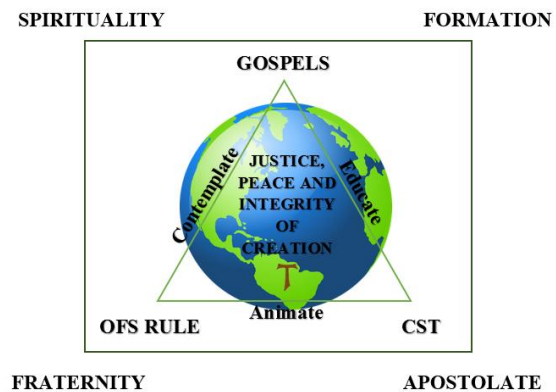 SPIRITUALITY
FORMATION
GOSPELS
Contemplate
JUSTICE,
PEACE AND
INTEGRITY
OF
CREATION
Educate
OFS RULE
Animate
CST
FRATERNITY
APOSTOLATE